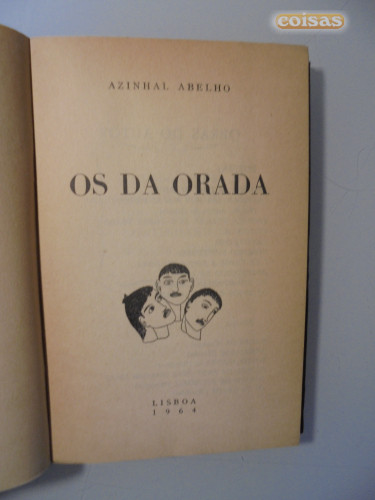 coisas
AZINHAL ABELHO
OS DA ORADA
LISBOA
1964